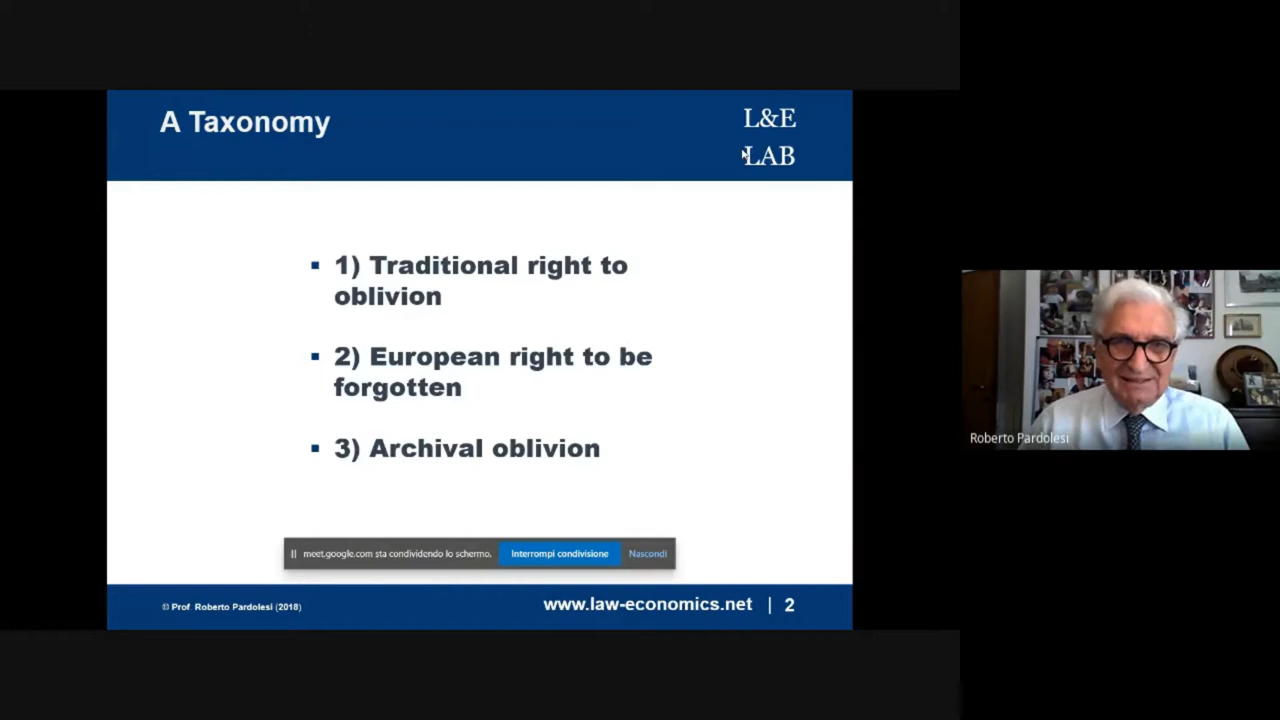 A Taxonomy
L&E
LAB
1) Traditional right to
oblivion
2) European right to be
forgotten
3) Archival oblivion
meet.google.com sta condividendo lo schermo.
Interrompi condivisione
Nascondi
© Prof Roberto Pardolesi (2018)
www.law-economics.net | 2
Roberto Pardolesi